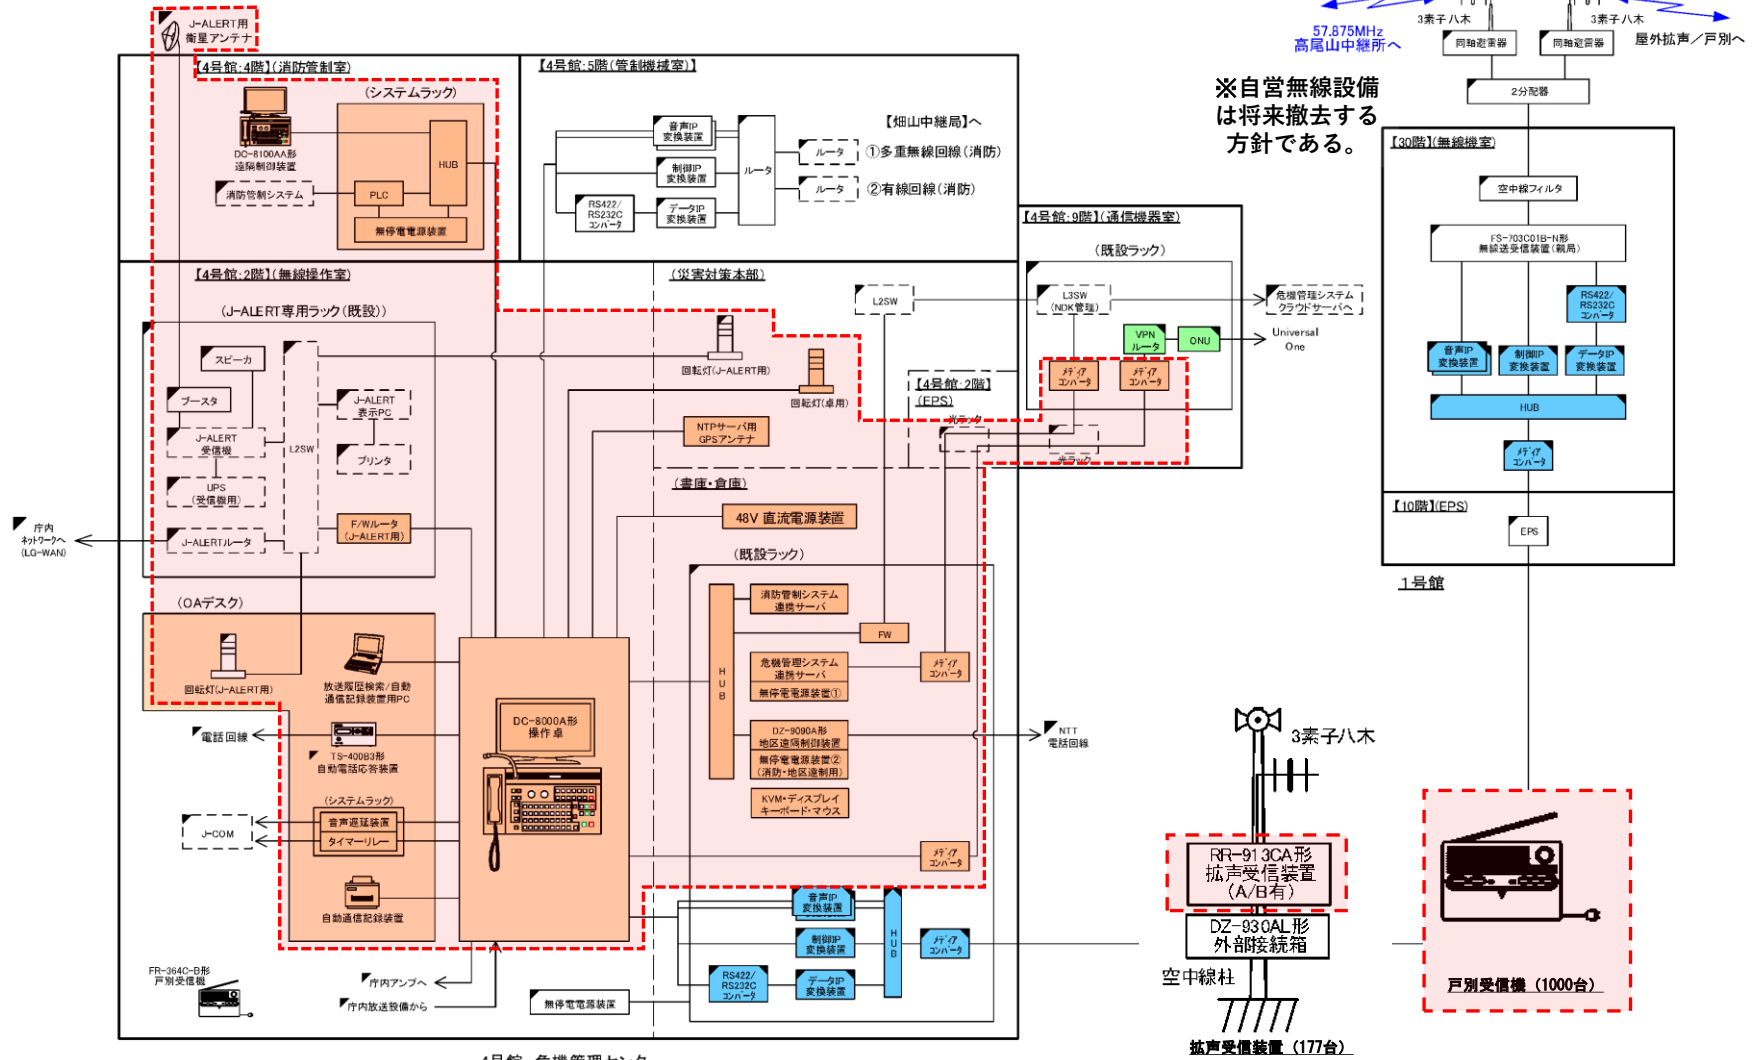 J-ALERT用
衛星アンテナ
【4号館:4階】(消防管制室)
(システムラック)
DC-8100AA形
遠隔制御装置
HUB
消防管制システム
PLC
無停電電源装置
【4号館:5階(管制機械室)】
音声IP
変換装置
制御IP
変換装置
RS422/
RS232C
コンバータ
データIP
変換装置
ルータ
【畑山中継局】へ
ルータ
①多重無線回線(消防)
ルータ
②有線回線(消防)
57.875MHz
高尾山中継所へ
3素子八木
3素子八木
同軸避雷器
同軸避雷器
屋外拡声/戸別へ
2分配器
※自営無線設備
は将来撤去する
方針である。
【30階】(無線機室)
空中線フィルタ
FS-703C01B-N形
無線送受信装置(親局)
RS422/
RS232C
コンバータ
音声IP
変換装置
制御IP
変換装置
データIP
変換装置
HUB
メディア
コンバータ
【10階】(EPS)
EPS
1号館
【4号館:9階】(通信機器室)
(既設ラック)
L2SW
L3SW
(NDK管理)
危機管理システム
クラウドサーバへ
VPN
ルータ
ONU
Universal
One
メディア
コンバータ
メディア
コンバータ
【4号館:2階】
(EPS)
光ラック
光ラック
【4号館:2階】(無線操作室)
(災害対策本部)
(J-ALERT専用ラック(既設))
スピーカ
ブースタ
J-ALERT
受信機
UPS
(受信機用)
J-ALERTルータ
L2SW
J-ALERT
表示PC
プリンタ
F/Wルータ
(J-ALERT用)
庁内
ネットワークへ
(LG-WAN)
回転灯(J-ALERT用)
回転灯(卓用)
NTPサーバ用
GPSアンテナ
(書庫・倉庫)
48V 直流電源装置
(既設ラック)
HUB
消防管制システム
連携サーバ
FW
危機管理システム
連携サーバ
無停電電源装置①
メディア
コンバータ
DZ-9090A形
地区遠隔制御装置
無停電電源装置②
(消防・地区遠制用)
NTT
電話回線
KVM・ディスプレイ
キーボード・マウス
メディア
コンバータ
(OAデスク)
回転灯(J-ALERT用)
放送履歴検索/自動
通信記録装置用PC
電話回線
TS-400B3形
自動電話応答装置
(システムラック)
音声遅延装置
タイマーリレー
J-COM
自動通信記録装置
DC-8000A形
操作卓
音声IP
変換装置
制御IP
変換装置
RS422/
RS232C
コンバータ
データIP
変換装置
HUB
メディア
コンバータ
FR-364C-B形
戸別受信機
庁内アンプへ
庁内放送設備から
無停電電源装置
3素子八木
RR-913CA形
拡声受信装置
(A/B有)
DZ-930AL形
外部接続箱
空中線柱
拡声受信装置(177台)
戸別受信機(1000台)
4号館 危機管理センター